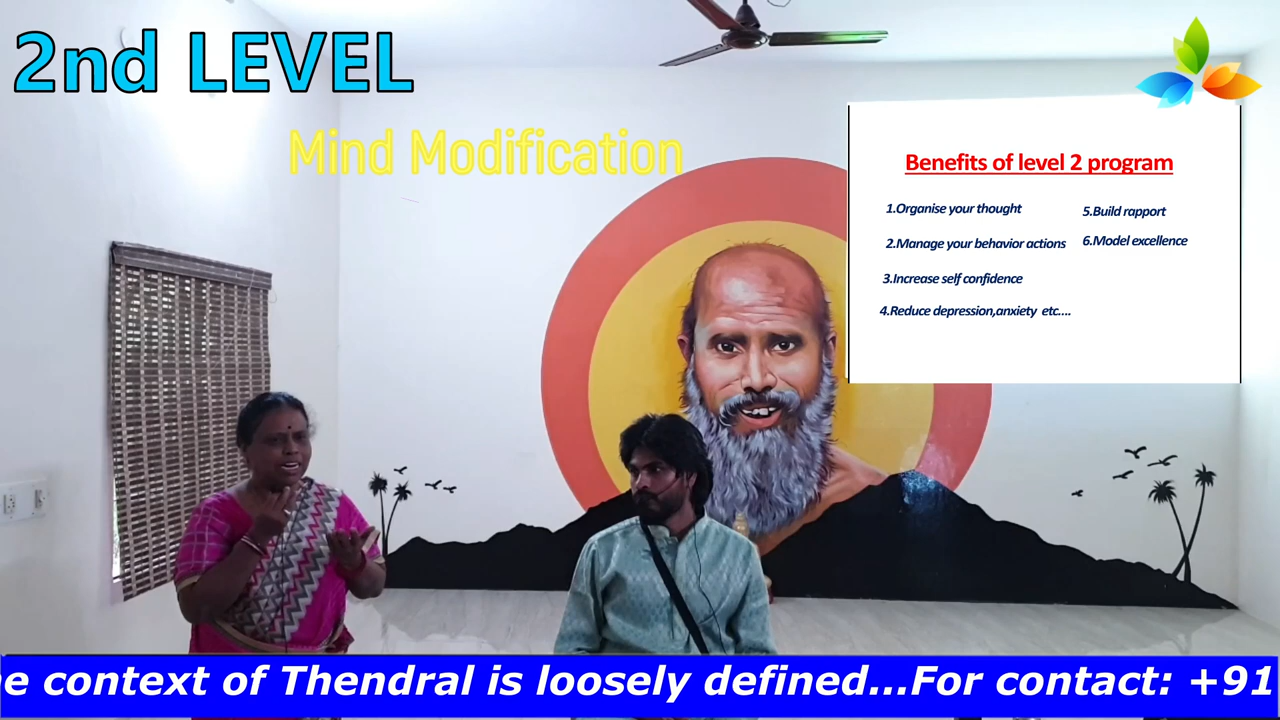 2nd LEVEL
Mind Modification
Benefits of level 2 program
1.Organise your thought
2.Manage your behavior actions
3.Increase self confidence
4.Reduce depression,anxiety etc....
5.Build rapport
6.Model excellence
context of Thendral is loosely defined...For contact: +91